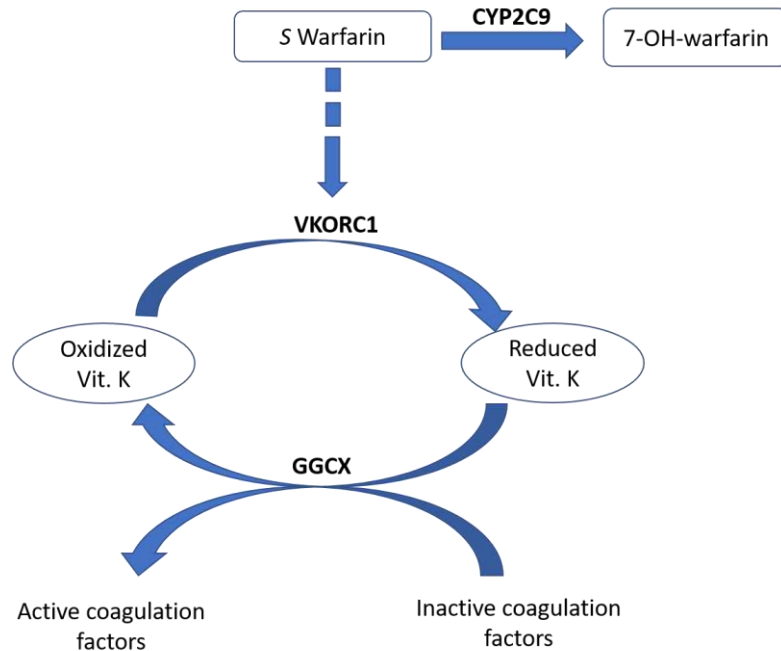 CYP2C9
S Warfarin
7-OH-warfarin
VKORC1
Oxidized
Vit. K
Reduced
Vit. K
GGCX
Active coagulation
factors
Inactive coagulation
factors